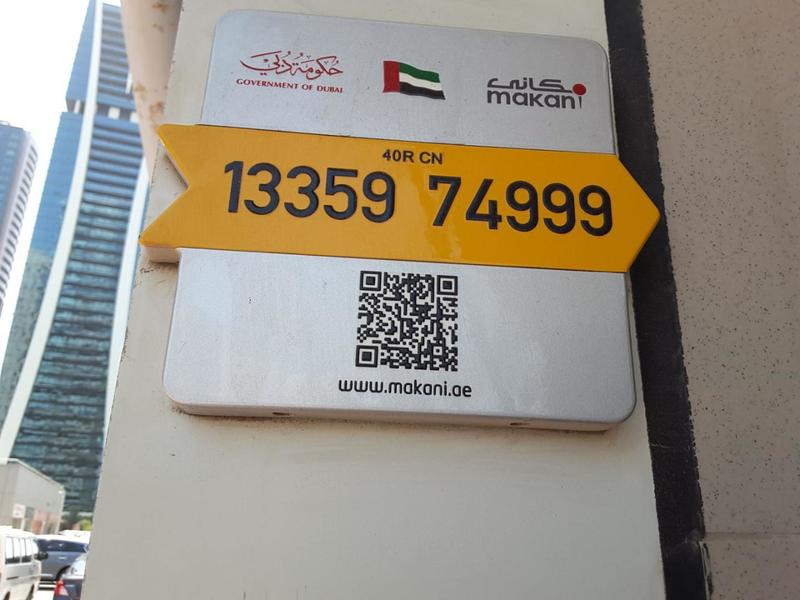 حكومة دبي
GOVERNMENT OF DUBAI
مكاني
makani
40R CN
13359 74999
www.makani.ae